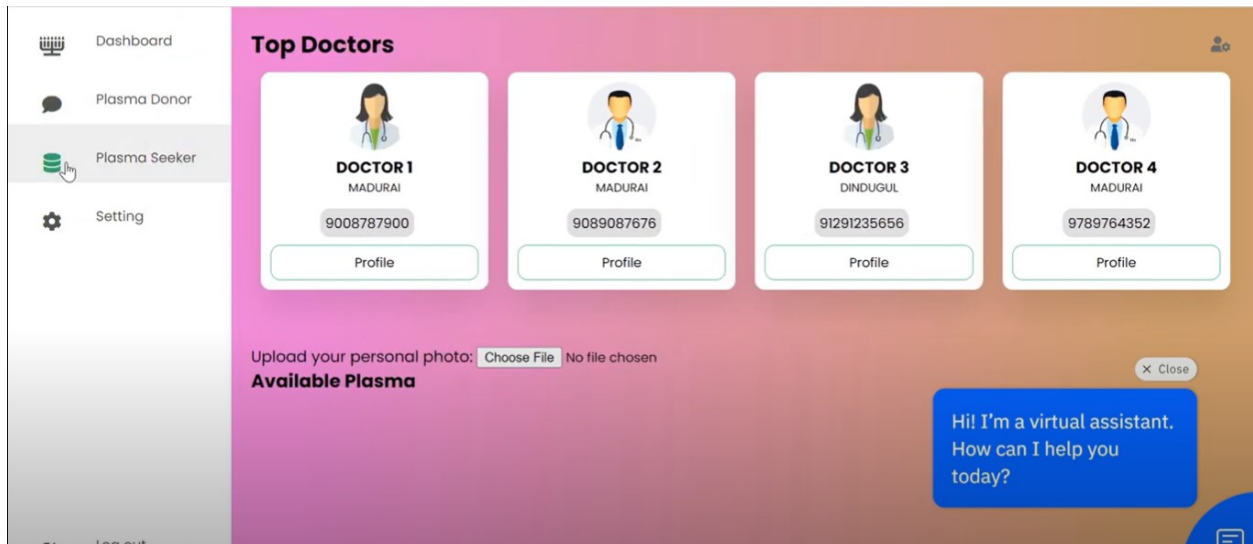 Dashboard
Plasma Donor
Plasma Seeker
Setting
Log out
Top Doctors
DOCTOR 1
MADURAI
9008787900
Profile
DOCTOR 2
MADURAI
9089087676
Profile
DOCTOR 3
DINDUGUL
91291235656
Profile
DOCTOR 4
MADURAI
9789764352
Profile
Upload your personal photo: Choose File No file chosen
Available Plasma
× Close
Hi! I'm a virtual assistant.
How can I help you
today?